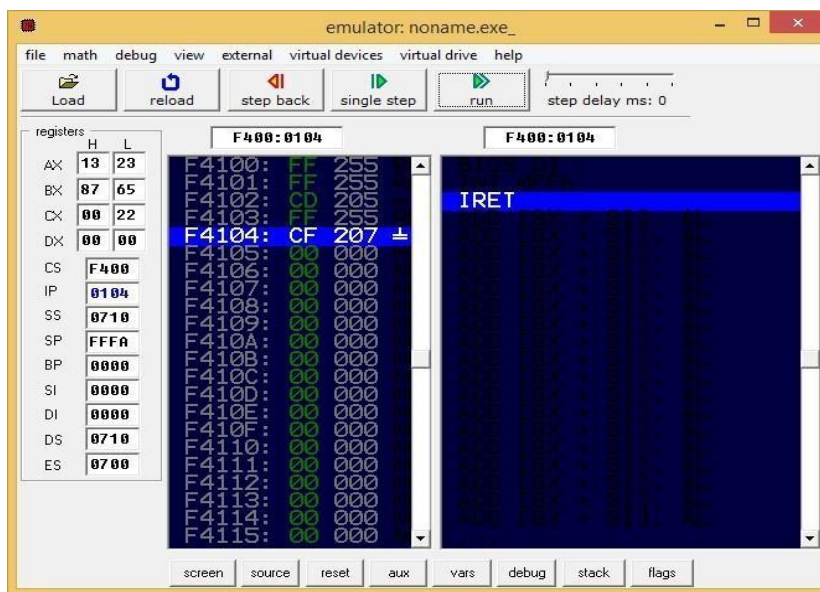 emulator: noname.exe_
file math debug view external virtual devices virtual drive help
Load reload step back single step run step delay ms: 0
registers
H L
AX 13 23
BX 87 65
CX 00 22
DX 00 00
CS F400
IP 0104
SS 0710
SP FFFA
BP 0000
SI 0000
DI 0000
DS 0710
ES 0700
F400:0104
F4100: FF 255
F4101: FF 255
F4102: CD 205
F4103: FF 255
F4104: CF 207 ╧
F4105: 00 000
F4106: 00 000
F4107: 00 000
F4108: 00 000
F4109: 00 000
F410A: 00 000
F410B: 00 000
F410C: 00 000
F410D: 00 000
F410E: 00 000
F410F: 00 000
F4110: 00 000
F4111: 00 000
F4112: 00 000
F4113: 00 000
F4114: 00 000
F4115: 00 000
F400:0104
IRET
screen source reset aux vars debug stack flags